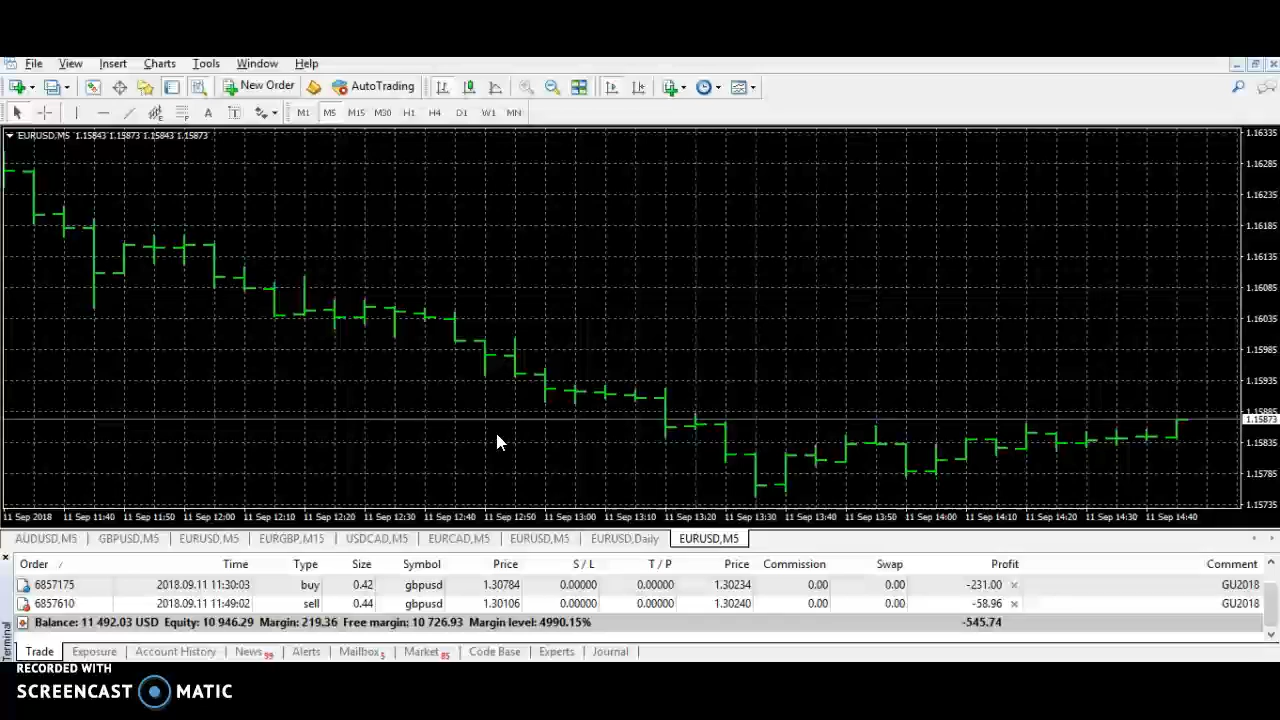 File View Insert Charts Tools Window Help
New Order AutoTrading
A T M1 M5 M15 M30 H1 H4 D1 W1 MN
EURUSD,M5 1.15843 1.15873 1.15843 1.15873
1.16335
1.16285
1.16235
1.16185
1.16135
1.16085
1.16035
1.15985
1.15935
1.15885
1.15873
1.15835
1.15785
1.15735
11 Sep 2018 11 Sep 11:40 11 Sep 11:50 11 Sep 12:00 11 Sep 12:10 11 Sep 12:20 11 Sep 12:30 11 Sep 12:40 11 Sep 12:50 11 Sep 13:00 11 Sep 13:10 11 Sep 13:20 11 Sep 13:30 11 Sep 13:40 11 Sep 13:50 11 Sep 14:00 11 Sep 14:10 11 Sep 14:20 11 Sep 14:30 11 Sep 14:40
AUDUSD,M5 GBPUSD,M5 EURUSD,M5 EURGBP,M15 USDCAD,M5 EURCAD,M5 EURUSD,M5 EURUSD,Daily EURUSD,M5
Order / Time Type Size Symbol Price S / L T / P Price Commission Swap Profit Comment
6857175 2018.09.11 11:30:03 buy 0.42 gbpusd 1.30784 0.00000 0.00000 1.30234 0.00 0.00 -231.00 GU2018
6857610 2018.09.11 11:49:02 sell 0.44 gbpusd 1.30106 0.00000 0.00000 1.30240 0.00 0.00 -58.96 GU2018
Balance: 11 492.03 USD Equity: 10 946.29 Margin: 219.36 Free margin: 10 726.93 Margin level: 4990.15% -545.74
Terminal
Trade Exposure Account History News 99 Alerts Mailbox 5 Market 85 Code Base Experts Journal
RECORDED WITH
SCREENCAST MATIC